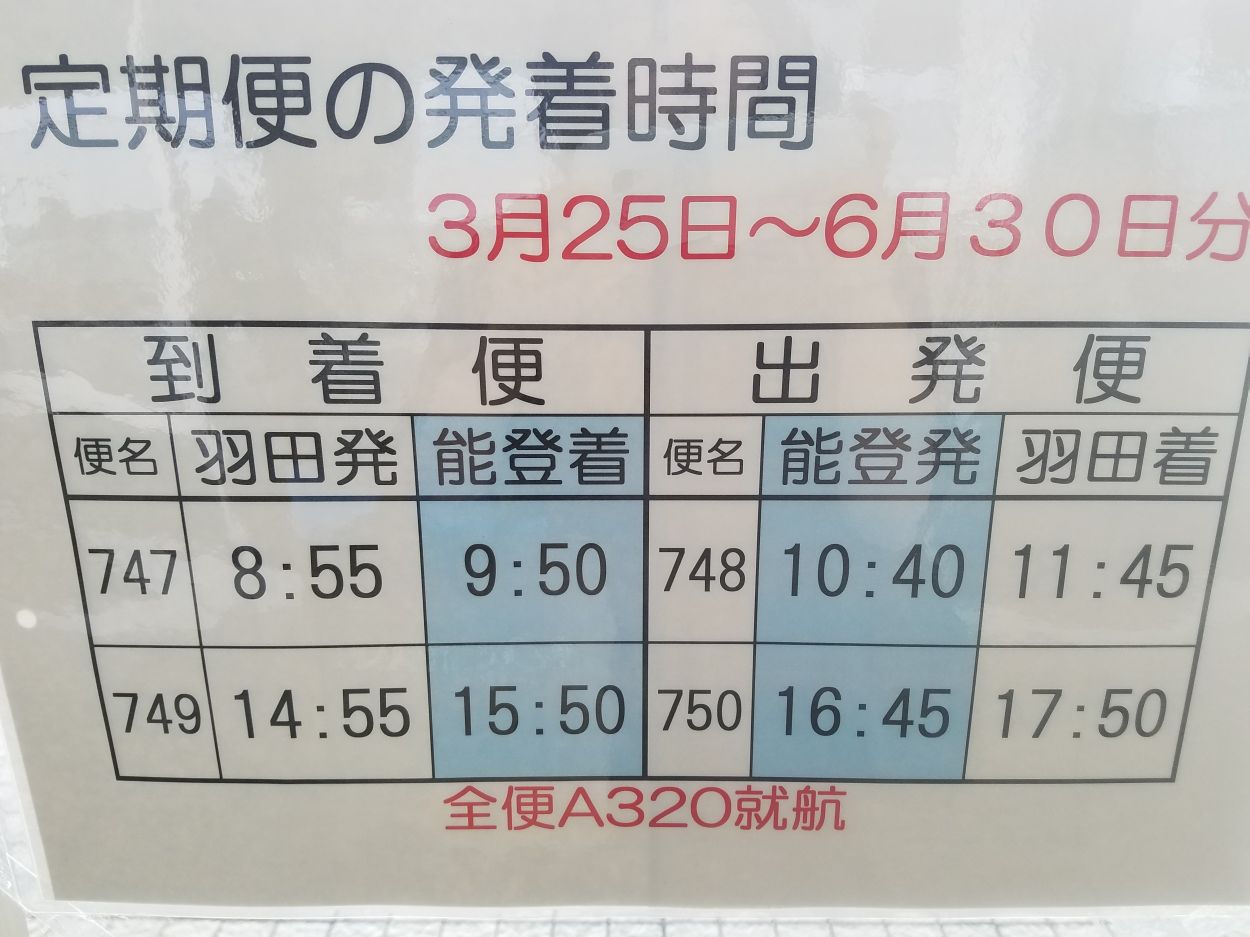 定期便の発着時間
3月25日～6月３０日分
到着便 出発便
便名 羽田発 能登着 便名 能登発 羽田着
747 8:55 9:50 748 10:40 11:45
749 14:55 15:50 750 16:45 17:50
全便A320就航